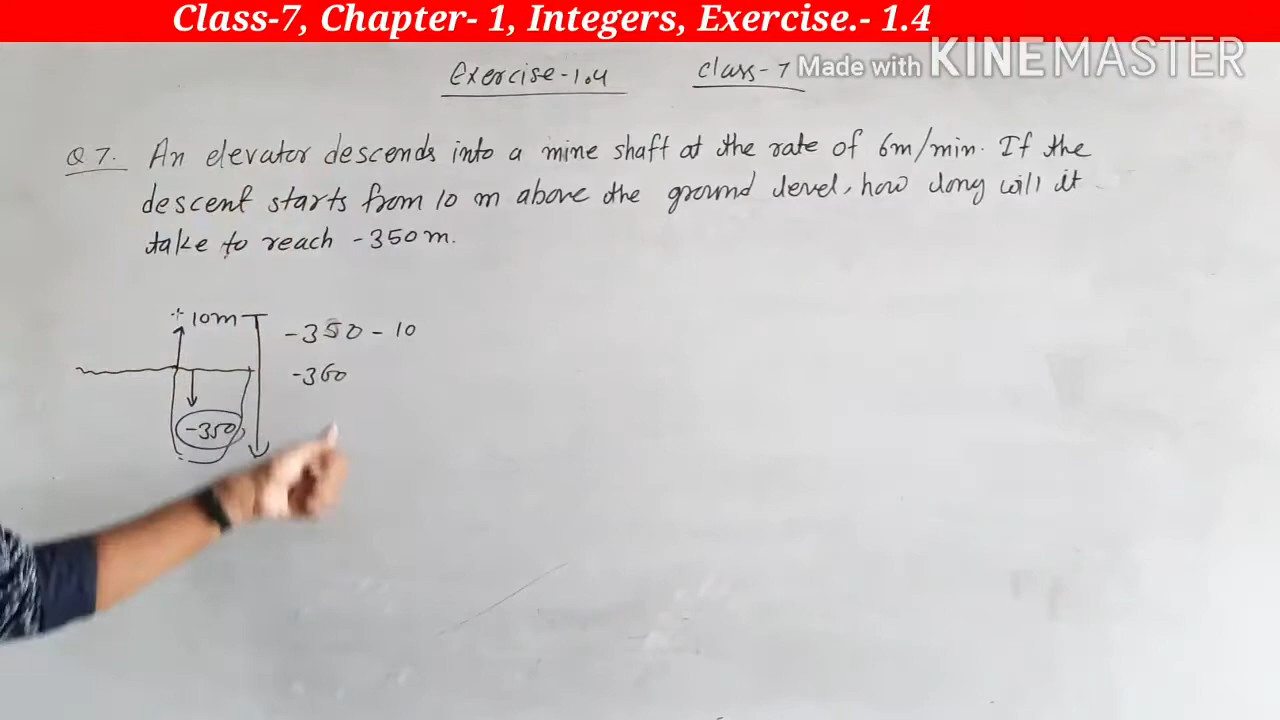 Class-7, Chapter- 1, Integers, Exercise.- 1.4
Made with KINEMASTER
Exercise-1.4 Class-7
Q 7. An elevator descends into a mine shaft at the rate of 6m/min. If the
descent starts from 10 m above the ground level, how long will it
take to reach -350m.
+10m
-350-10
-360
-350